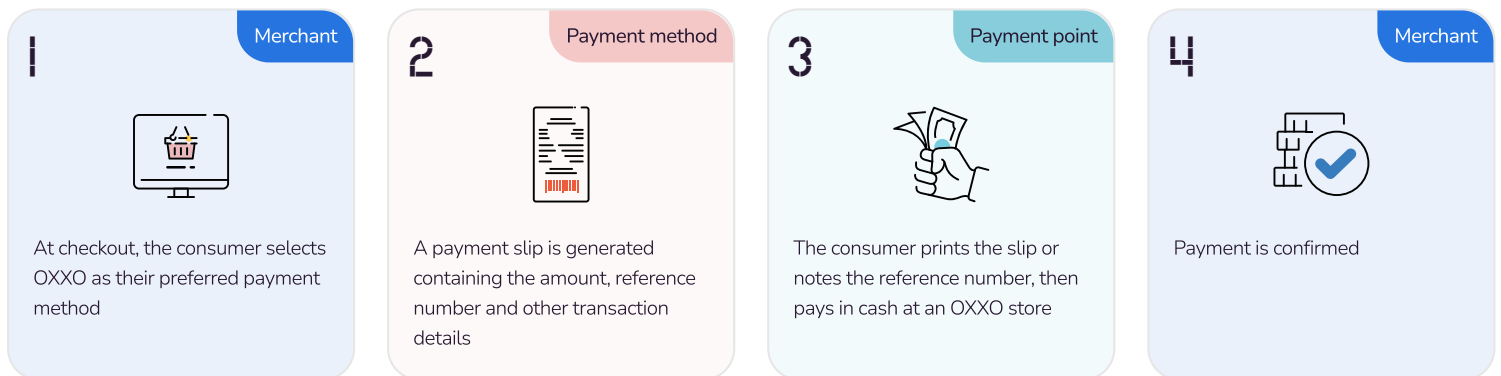 1
Merchant
At checkout, the consumer selects
OXXO as their preferred payment
method
2
Payment method
A payment slip is generated
containing the amount, reference
number and other transaction
details
3
Payment point
The consumer prints the slip or
notes the reference number, then
pays in cash at an OXXO store
4
Merchant
Payment is confirmed